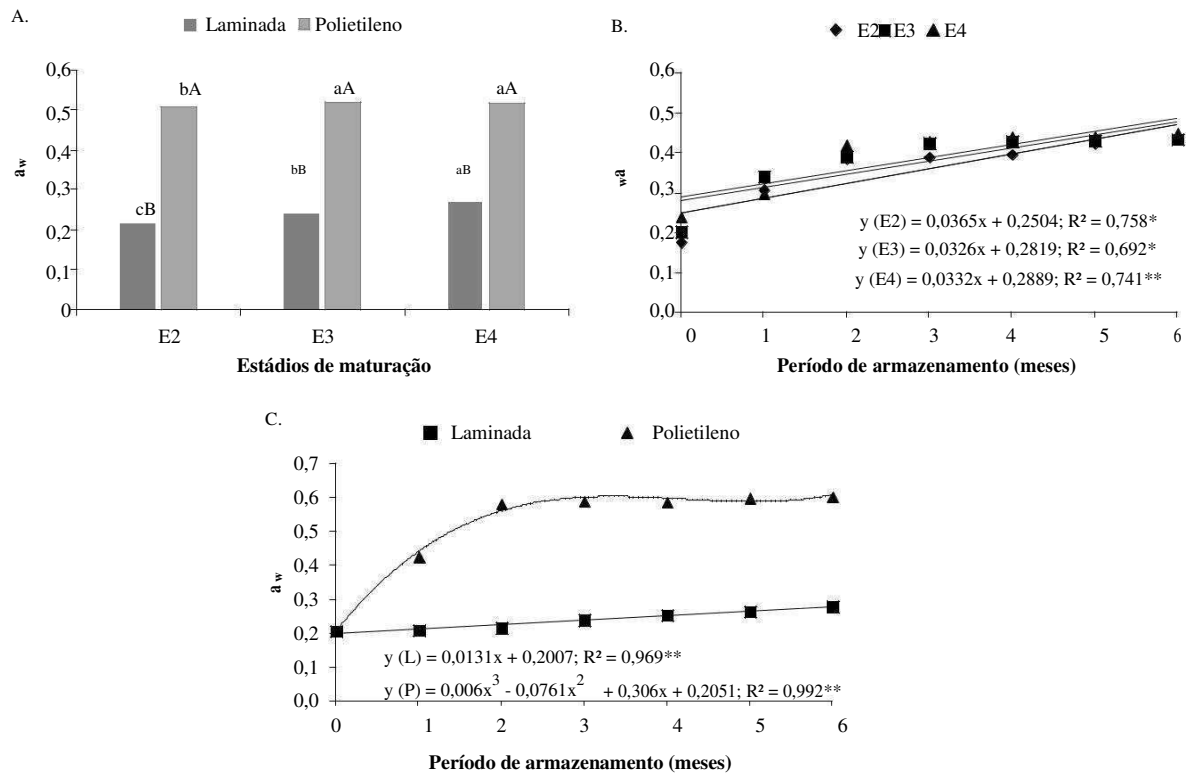 A.
Laminada Polietileno
a w
0,6
0,5
0,4
0,3
0,2
0,1
0
cB
bA
bB
aA
aB
aA
E2 E3 E4
Estádios de maturação
B.
E2 E3 E4
w a
0,6
0,5
0,4
0,3
0,2
0,1
0
y (E2) = 0,0365x + 0,2504; R² = 0,758*
y (E3) = 0,0326x + 0,2819; R² = 0,692*
y (E4) = 0,0332x + 0,2889; R² = 0,741**
0 1 2 3 4 5 6
Período de armazenamento (meses)
C.
Laminada Polietileno
a w
0,7
0,6
0,5
0,4
0,3
0,2
0,1
0,0
y (L) = 0,0131x + 0,2007; R² = 0,969**
y (P) = 0,006x³ - 0,0761x² + 0,306x + 0,2051; R² = 0,992**
0 1 2 3 4 5 6
Período de armazenamento (meses)